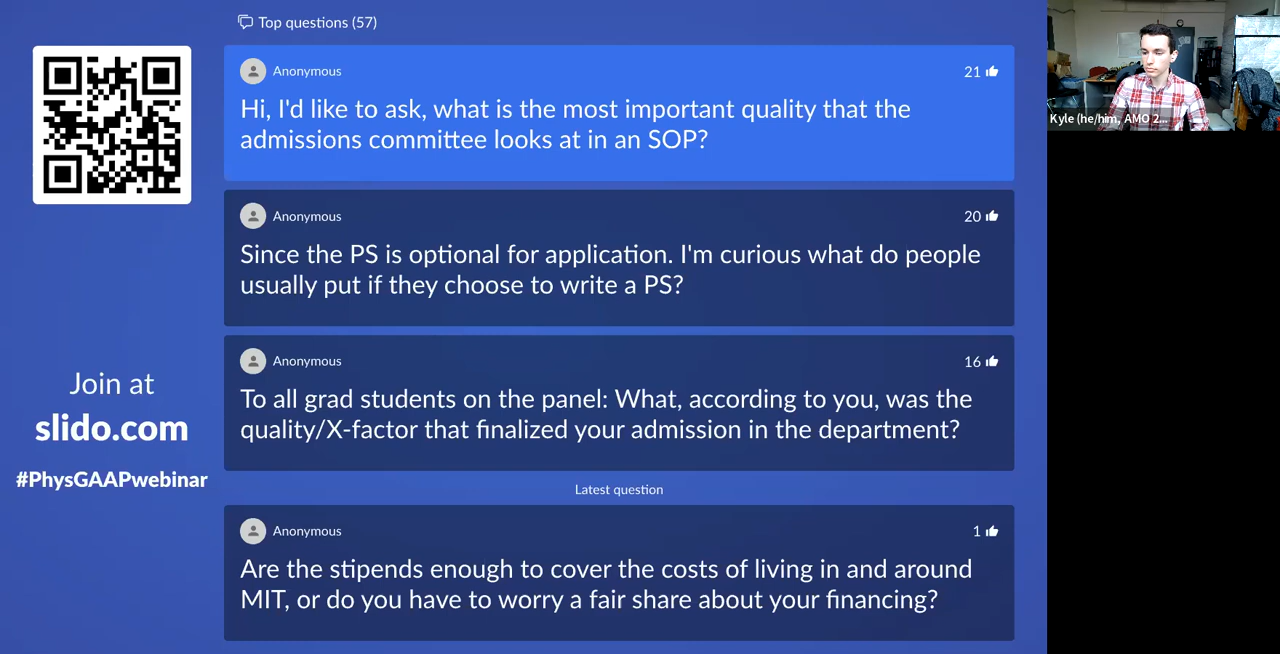 Top questions (57)
Anonymous
21
Hi, I'd like to ask, what is the most important quality that the
admissions committee looks at in an SOP?
Anonymous
20
Since the PS is optional for application. I'm curious what do people
usually put if they choose to write a PS?
Anonymous
16
To all grad students on the panel: What, according to you, was the
quality/X-factor that finalized your admission in the department?
Latest question
Anonymous
1
Are the stipends enough to cover the costs of living in and around
MIT, or do you have to worry a fair share about your financing?
Join at
slido.com
#PhysGAAPwebinar
Kyle (he/him, AMO 2...